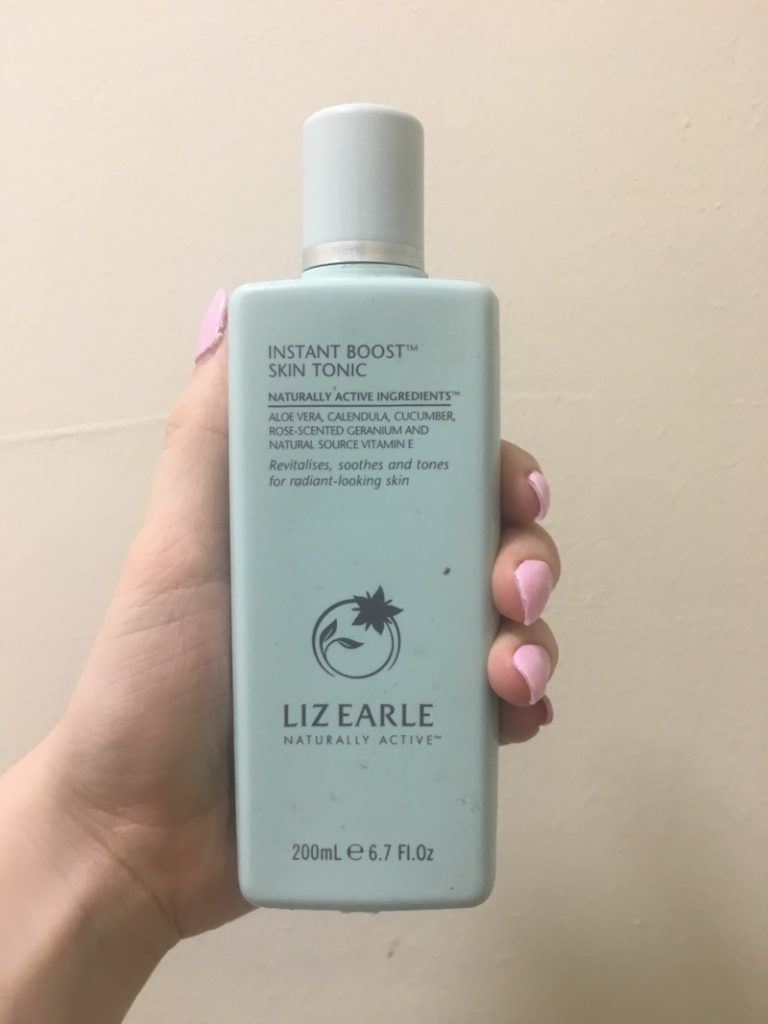 INSTANT BOOST™
SKIN TONIC
NATURALLY ACTIVE INGREDIENTS™
ALOE VERA, CALENDULA, CUCUMBER,
ROSE-SCENTED GERANIUM AND
NATURAL SOURCE VITAMIN E
Revitalises, soothes and tones
for radiant-looking skin
LIZ EARLE
NATURALLY ACTIVE™
200mL ℮ 6.7 Fl.Oz